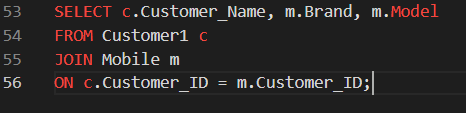 53 SELECT c.Customer_Name, m.Brand, m.Model
54 FROM Customer1 c
55 JOIN Mobile m
56 ON c.Customer_ID = m.Customer_ID;